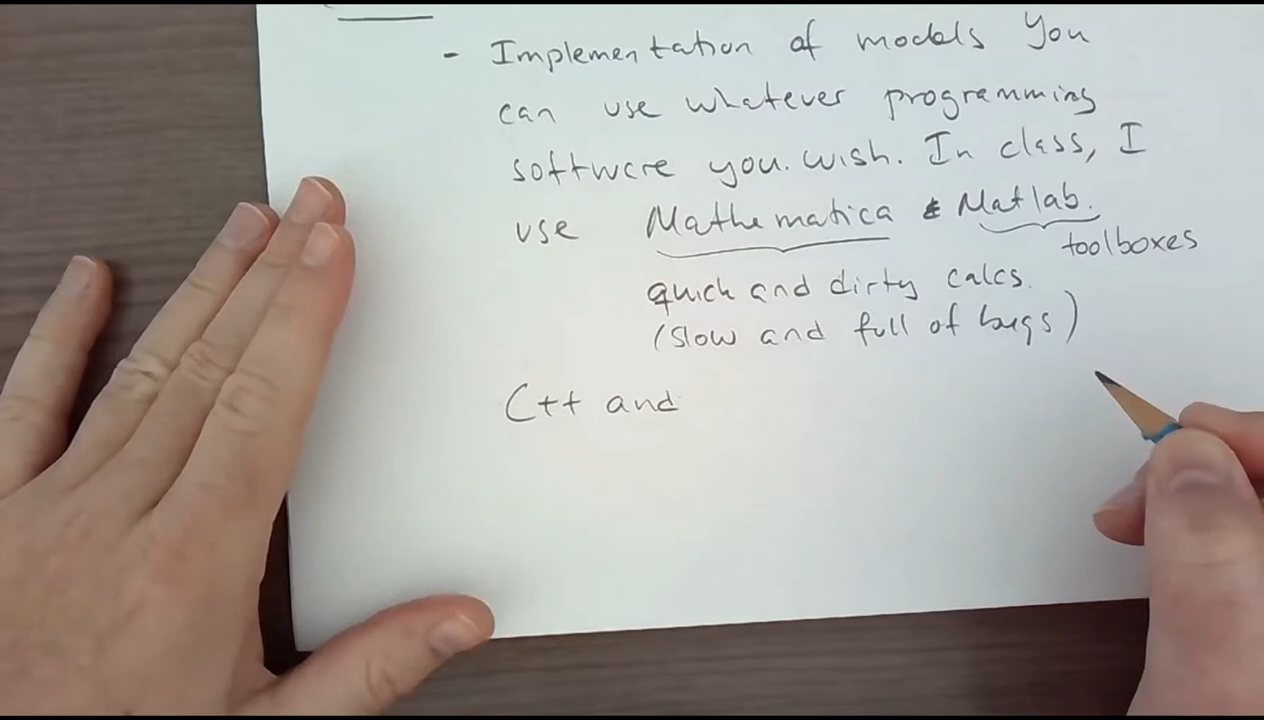 - Implementation of models You
can use whatever programming
software you wish. In class, I
use Mathematica & Matlab.
toolboxes
quick and dirty calcs.
(slow and full of bugs)
C++ and